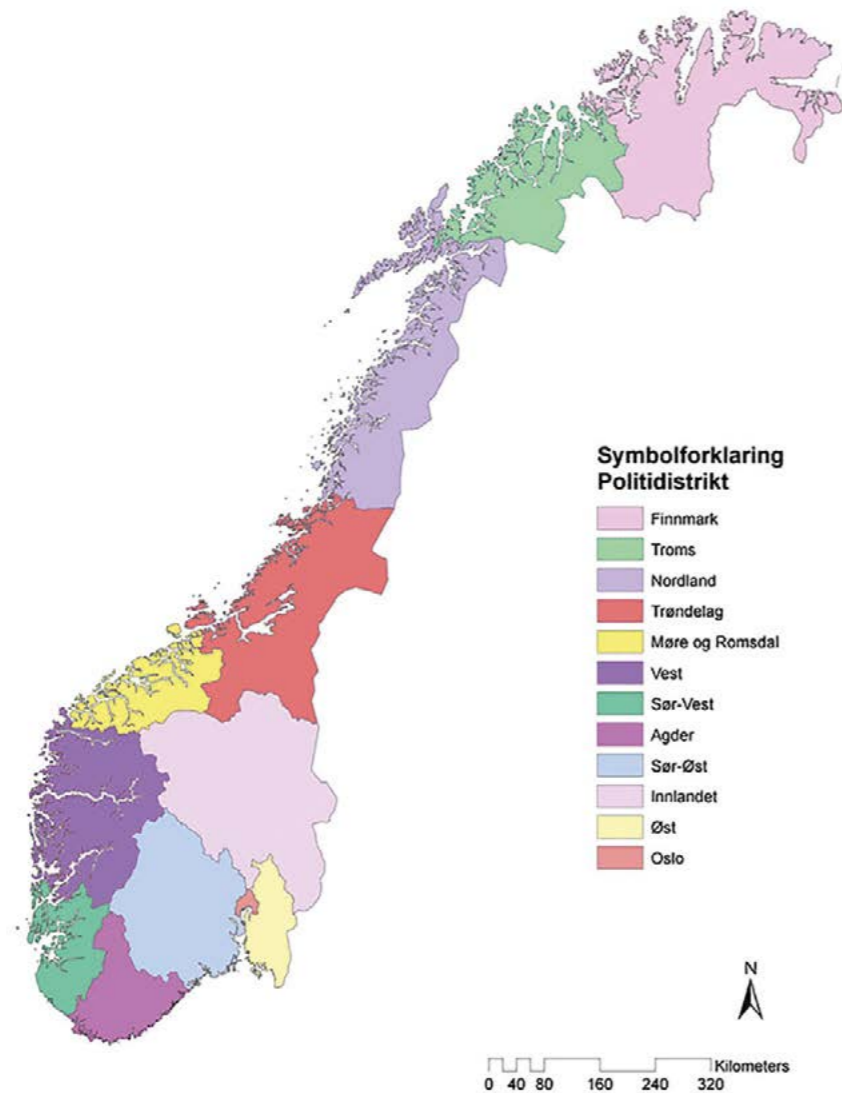 Symbolforklaring
Politidistrikt
Finnmark
Troms
Nordland
Trøndelag
Møre og Romsdal
Vest
Sør-Vest
Agder
Sør-Øst
Innlandet
Øst
Oslo
N
Kilometers
0 40 80 160 240 320